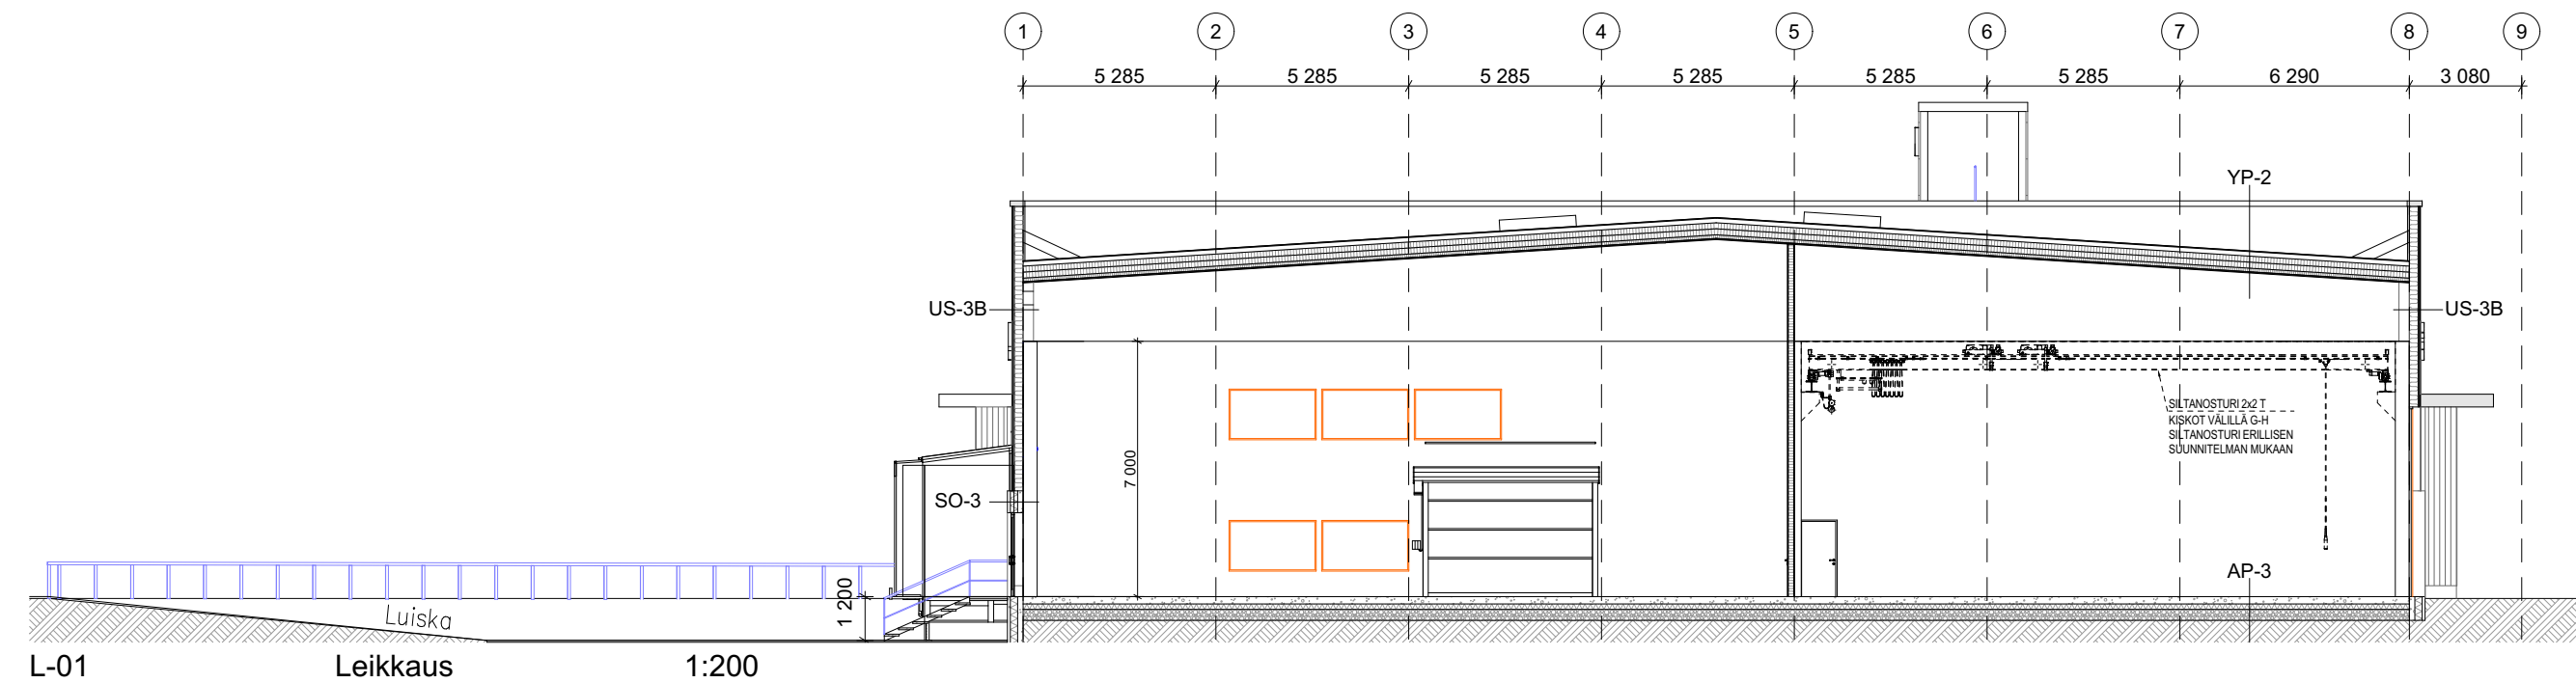 1 2 3 4 5 6 7 8 9
5 285 5 285 5 285 5 285 5 285 5 285 6 290 3 080
YP-2
US-3B
US-3B
SILTANOSTURI 2x2 T
KISKOT VÄLILLÄ G-H
SILTANOSTURI ERILLISEN
SUUNNITELMAN MUKAAN
7 000
SO-3
AP-3
1 200
Luiska
L-01 Leikkaus 1:200